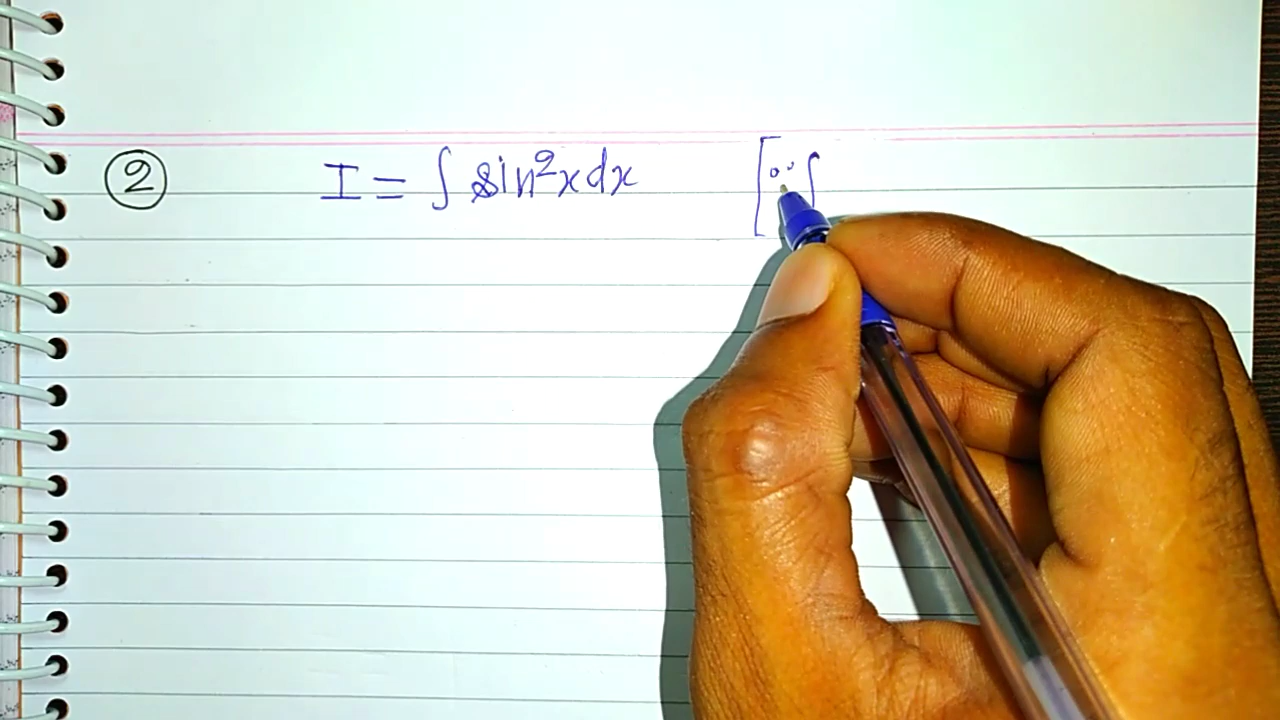 ② I = ∫ sin²x dx [∵ ∫